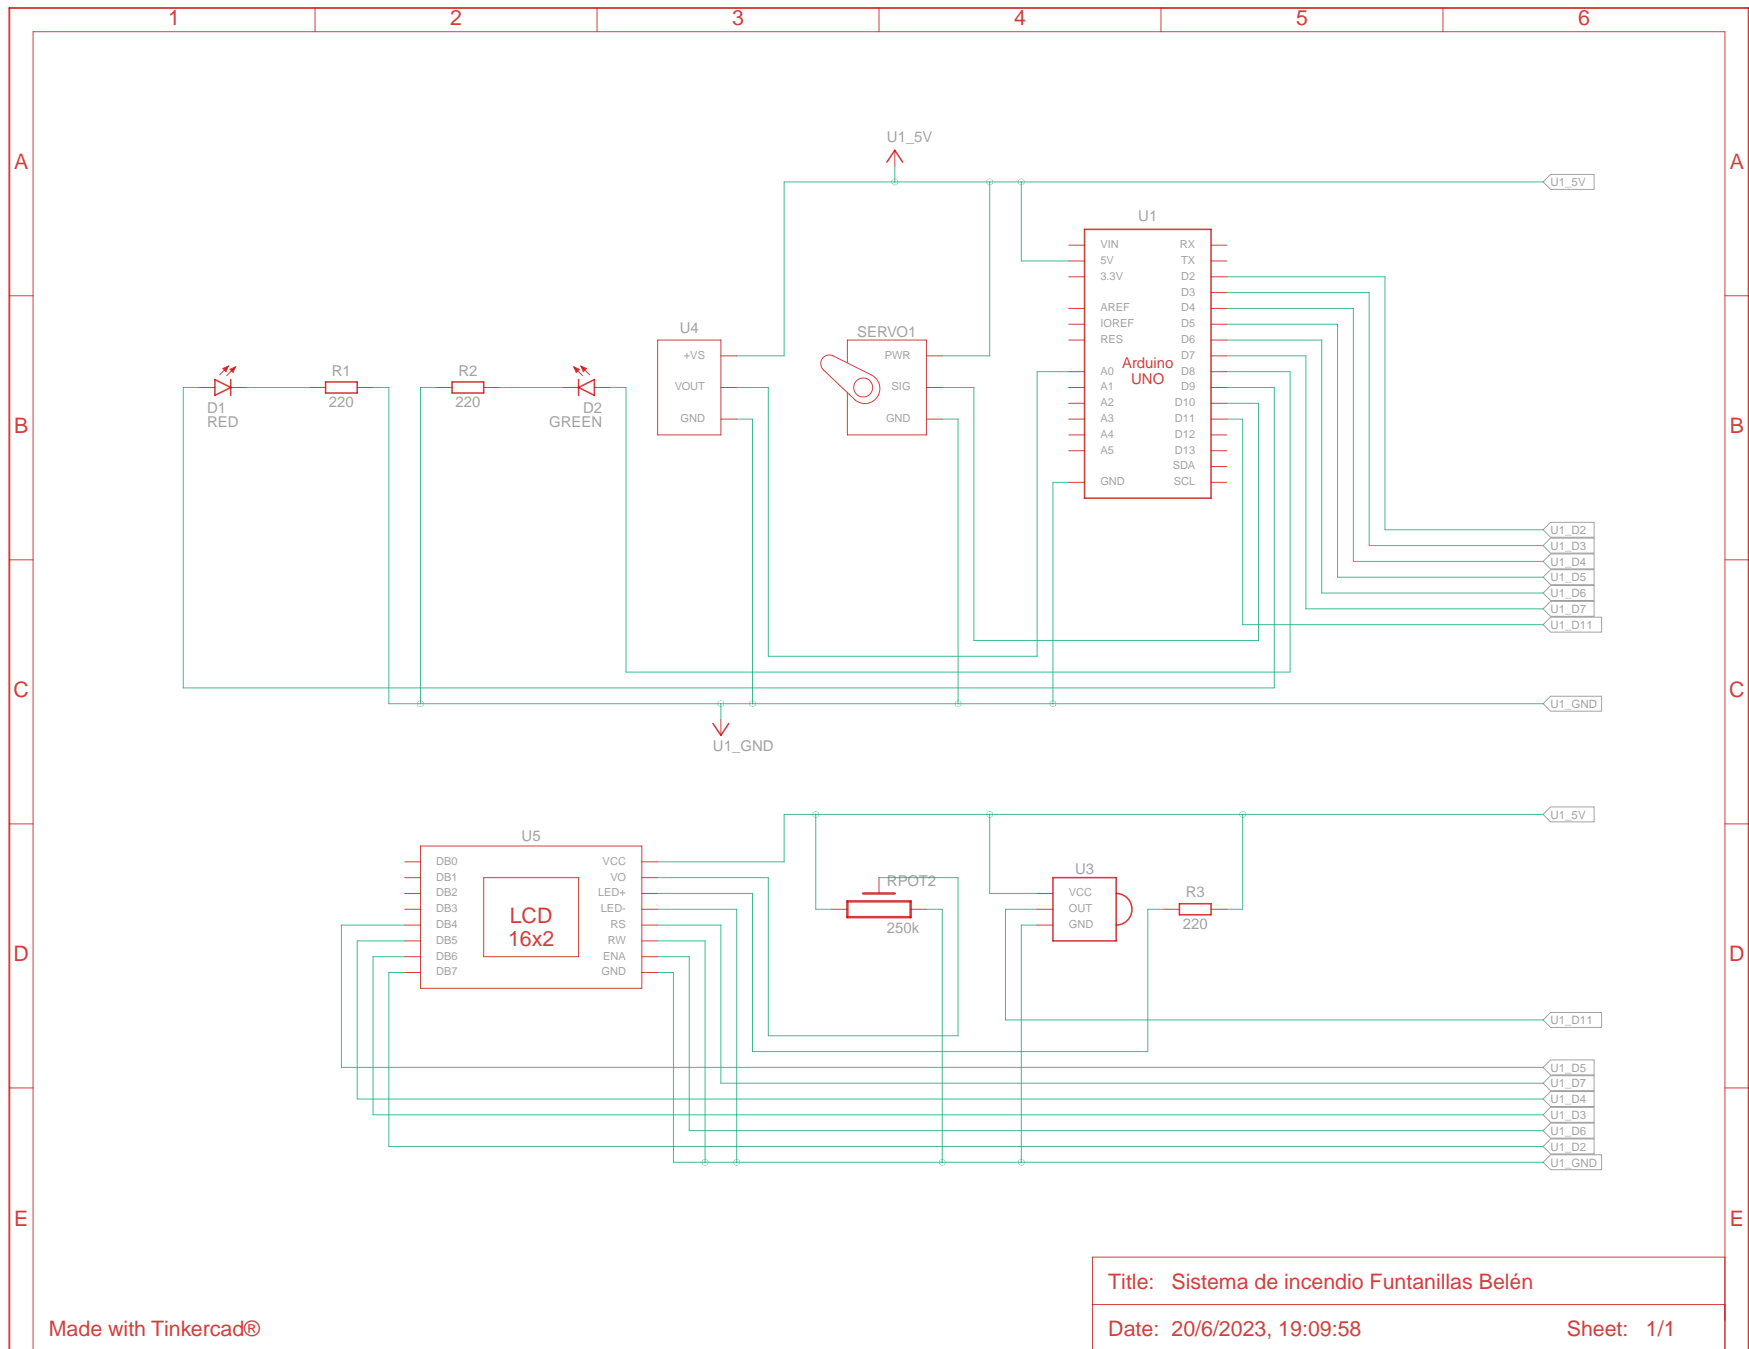 1 2 3 4 5 6
A A
B B
C C
D D
E E
U1_5V
U1_5V
U1
VIN RX
5V TX
3.3V D2
D3
AREF D4
IOREF D5
RES D6
D7
Arduino
UNO
A0 D8
A1 D9
A2 D10
A3 D11
A4 D12
A5 D13
SDA
GND SCL
U4
+VS
VOUT
GND
SERVO1
PWR
SIG
GND
R1
220
D1
RED
R2
220
D2
GREEN
U1_D2
U1_D3
U1_D4
U1_D5
U1_D6
U1_D7
U1_D11
U1_GND
U1_GND
U1_5V
U5
DB0 VCC
DB1 VO
DB2 LED+
DB3 LED-
DB4 RS
DB5 RW
DB6 ENA
DB7 GND
LCD
16x2
RPOT2
250k
U3
VCC
OUT
GND
R3
220
U1_D11
U1_D5
U1_D7
U1_D4
U1_D3
U1_D6
U1_D2
U1_GND
Title: Sistema de incendio Funtanillas Belén
Made with Tinkercad®
Date: 20/6/2023, 19:09:58 Sheet: 1/1